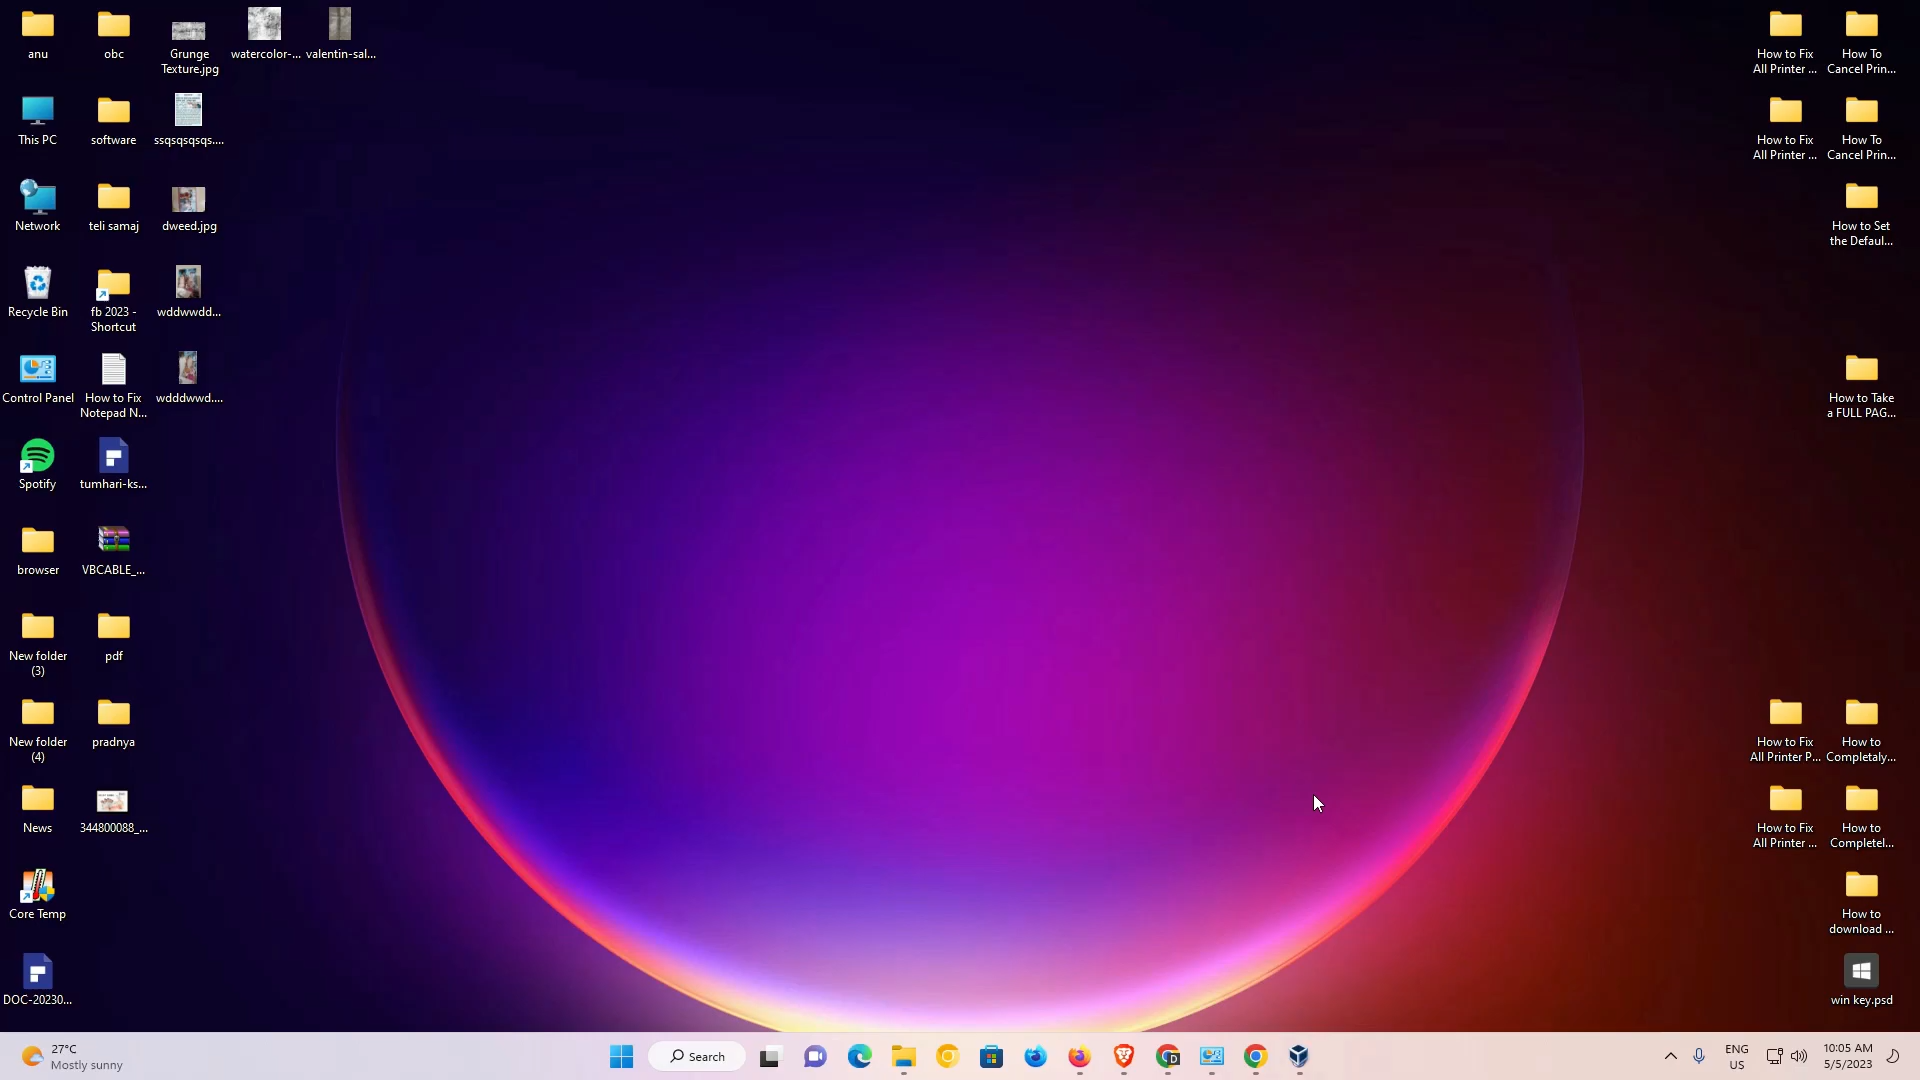 anu
obc
Grunge
Texture.jpg
watercolor-...
valentin-sal...
This PC
software
ssqsqsqsqs....
Network
teli samaj
dweed.jpg
Recycle Bin
fb 2023 -
Shortcut
wddwwdd...
Control Panel
How to Fix
Notepad N...
wdddwwd....
Spotify
tumhari-ks...
browser
VBCABLE_...
New folder
(3)
pdf
New folder
(4)
pradnya
News
344800088_...
Core Temp
DOC-20230...
How to Fix
All Printer ...
How To
Cancel Prin...
How to Fix
All Printer ...
How To
Cancel Prin...
How to Set
the Defaul...
How to Take
a FULL PAG...
How to Fix
All Printer P...
How to
Completaly...
How to Fix
All Printer ...
How to
Completel...
How to
download ...
win key.psd
27°C
Mostly sunny
Search
ENG
US
10:05 AM
5/5/2023